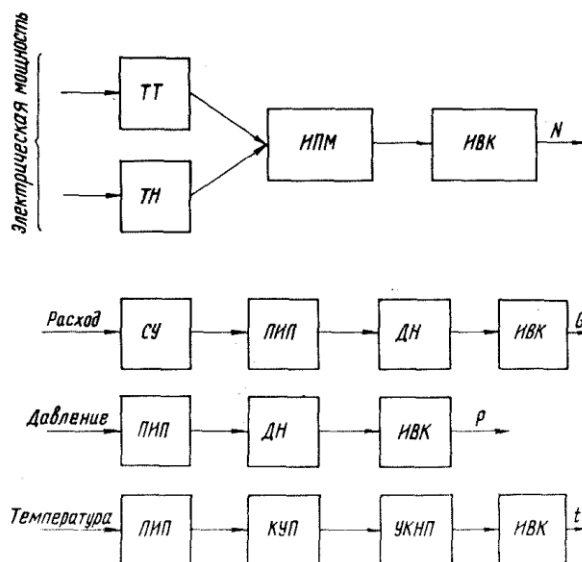 Электрическая мощность
ТТ
ТН
ИПМ
ИВК
N
Расход
СУ
ПИП
ДН
ИВК
G
Давление
ПИП
ДН
ИВК
P
Температура
ПИП
КУП
УКНП
ИВК
t